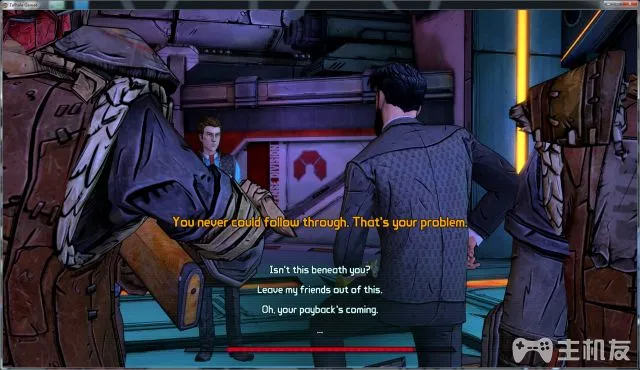 Telltale Games
You never could follow through. That's your problem.
Isn't this beneath you?
Leave my friends out of this.
Oh, your payback's coming.
...
主机友